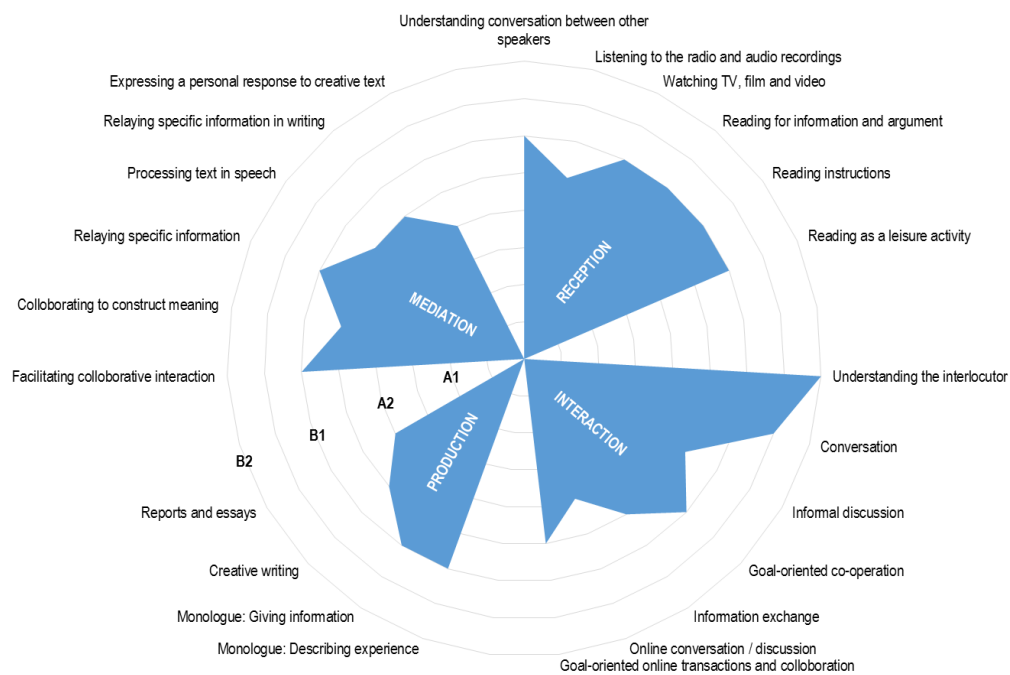 Understanding conversation between other
speakers
Listening to the radio and audio recordings
Expressing a personal response to creative text
Watching TV, film and video
Relaying specific information in writing
Reading for information and argument
Processing text in speech
Reading instructions
Relaying specific information
Reading as a leisure activity
RECEPTION
Colloborating to construct meaning
MEDIATION
Facilitating colloborative interaction
A1
Understanding the interlocutor
A2
INTERACTION
B1
PRODUCTION
Conversation
B2
Reports and essays
Informal discussion
Creative writing
Goal-oriented co-operation
Monologue: Giving information
Information exchange
Monologue: Describing experience
Online conversation / discussion
Goal-oriented online transactions and colloboration